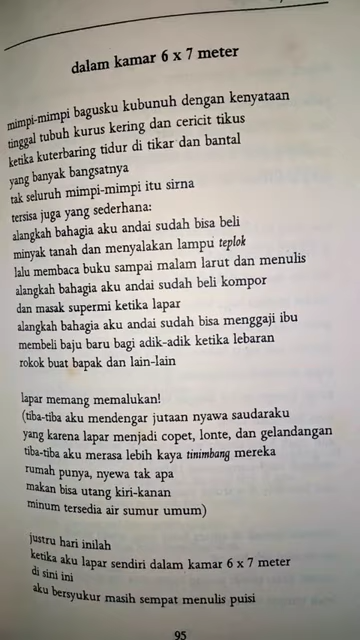 dalam kamar 6 x 7 meter
mimpi-mimpi bagusku kubunuh dengan kenyataan
tinggal tubuh kurus kering dan cericit tikus
ketika kuterbaring tidur di tikar dan bantal
yang banyak bangsatnya
tak seluruh mimpi-mimpi itu sirna
tersisa juga yang sederhana:
alangkah bahagia aku andai sudah bisa beli
minyak tanah dan menyalakan lampu teplok
lalu membaca buku sampai malam larut dan menulis
alangkah bahagia aku andai sudah beli kompor
dan masak supermi ketika lapar
alangkah bahagia aku andai sudah bisa menggaji ibu
membeli baju baru bagi adik-adik ketika lebaran
rokok buat bapak dan lain-lain
lapar memang memalukan!
(tiba-tiba aku mendengar jutaan nyawa saudaraku
yang karena lapar menjadi copet, lonte, dan gelandangan
tiba-tiba aku merasa lebih kaya tinimbang mereka
rumah punya, nyewa tak apa
makan bisa utang kiri-kanan
minum tersedia air sumur umum)
justru hari inilah
ketika aku lapar sendiri dalam kamar 6 x 7 meter
di sini ini
aku bersyukur masih sempat menulis puisi
95